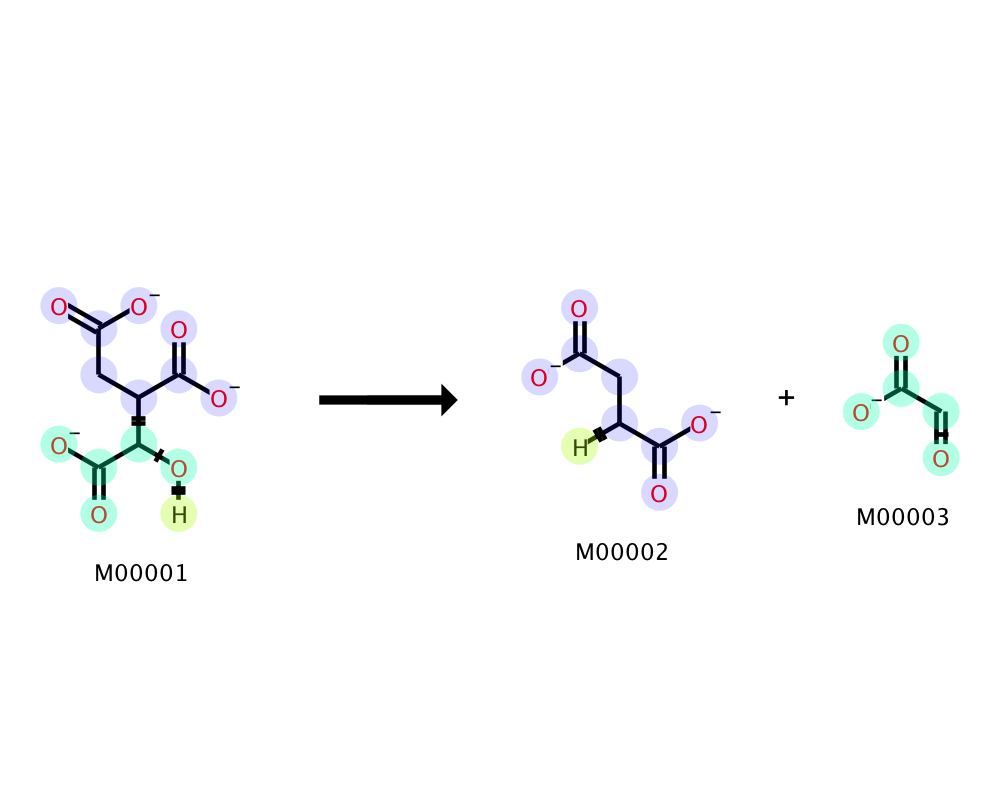 O O⁻ O
O⁻
O⁻ O
O H
M00001
O
O⁻
H O⁻
O
M00002
+
O
O⁻
O
M00003